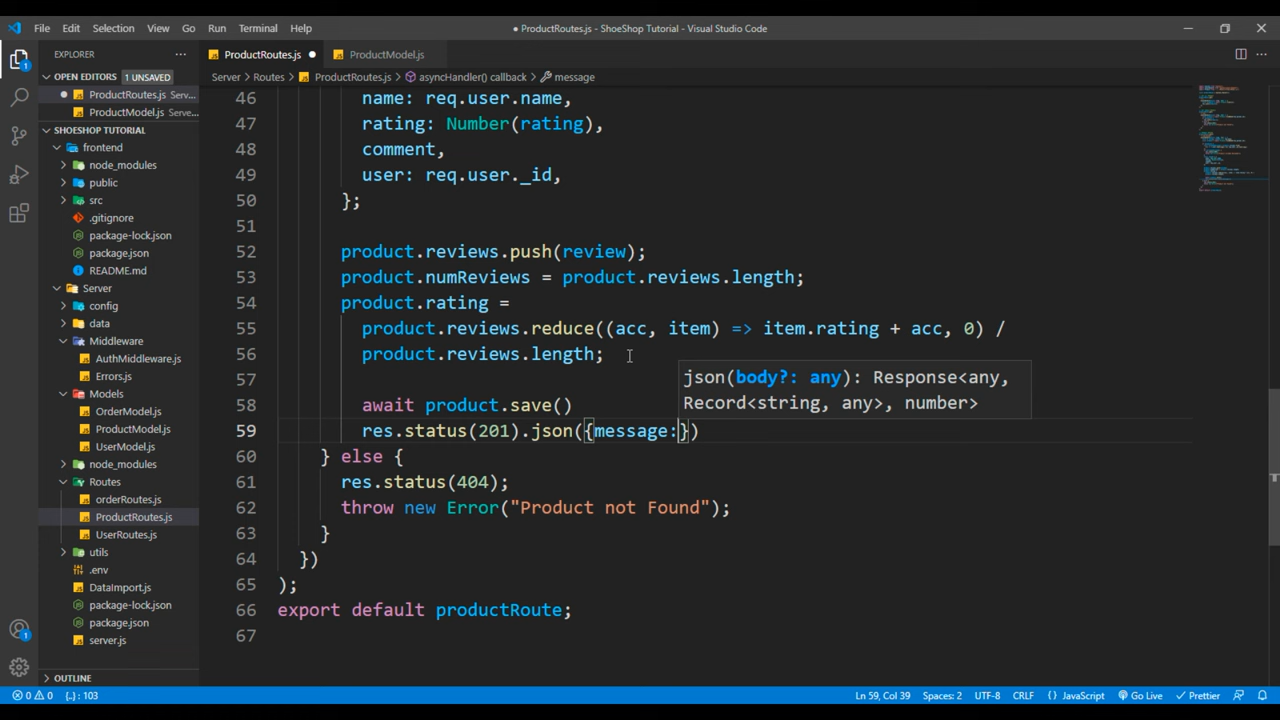 File Edit Selection View Go Run Terminal Help
● ProductRoutes.js - ShoeShop Tutorial - Visual Studio Code
EXPLORER
OPEN EDITORS 1 UNSAVED
ProductRoutes.js Serv...
ProductModel.js Serve...
SHOESHOP TUTORIAL
frontend
node_modules
public
src
.gitignore
package-lock.json
package.json
README.md
Server
config
data
Middleware
AuthMiddleware.js
Errors.js
Models
OrderModel.js
ProductModel.js
UserModel.js
node_modules
Routes
orderRoutes.js
ProductRoutes.js
UserRoutes.js
utils
.env
DataImport.js
package-lock.json
package.json
server.js
OUTLINE
ProductRoutes.js ProductModel.js
Server > Routes > ProductRoutes.js > asyncHandler() callback > message
46 name: req.user.name,
47 rating: Number(rating),
48 comment,
49 user: req.user._id,
50 };
51
52 product.reviews.push(review);
53 product.numReviews = product.reviews.length;
54 product.rating =
55 product.reviews.reduce((acc, item) => item.rating + acc, 0) /
56 product.reviews.length;
57
58 await product.save()
59 res.status(201).json({message:})
60 } else {
61 res.status(404);
62 throw new Error("Product not Found");
63 }
64 })
65 );
66 export default productRoute;
67
json(body?: any): Response<any,
Record<string, any>, number>
1
1
0 0 {..}: 103 Ln 59, Col 39 Spaces: 2 UTF-8 CRLF {} JavaScript Go Live Prettier